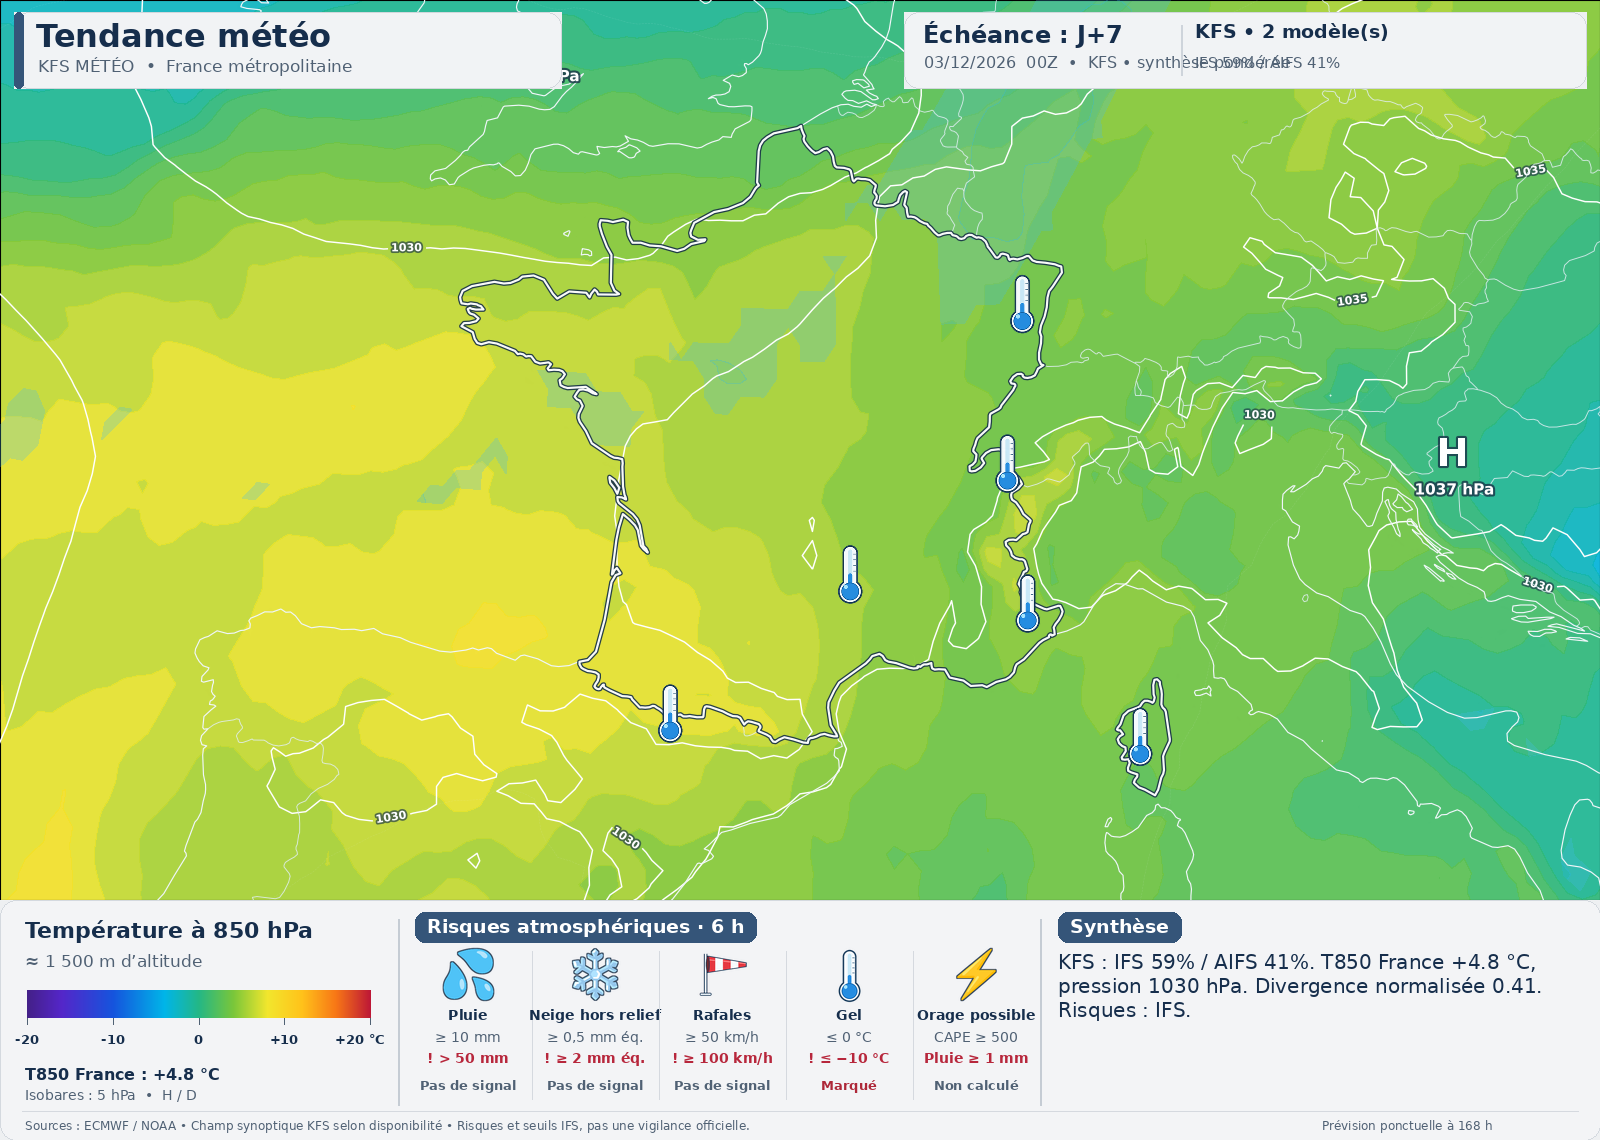 Tendance météo
KFS MÉTÉO • France métropolitaine
Échéance : J+7
03/12/2026 00Z • KFS • synthèse pondérée
KFS • 2 modèle(s)
IFS 59% / AIFS 41%
Pa
1035
1030
1035
1030
H
1037 hPa
1030
1030
1030
Température à 850 hPa
≈ 1 500 m d’altitude
-20 -10 0 +10 +20 °C
T850 France : +4.8 °C
Isobares : 5 hPa • H / D
Risques atmosphériques · 6 h
Pluie
≥ 10 mm
! > 50 mm
Pas de signal
Neige hors relief
≥ 0,5 mm éq.
! ≥ 2 mm éq.
Pas de signal
Rafales
≥ 50 km/h
! ≥ 100 km/h
Pas de signal
Gel
≤ 0 °C
! ≤ −10 °C
Marqué
Orage possible
CAPE ≥ 500
Pluie ≥ 1 mm
Non calculé
Synthèse
KFS : IFS 59% / AIFS 41%. T850 France +4.8 °C,
pression 1030 hPa. Divergence normalisée 0.41.
Risques : IFS.
Sources : ECMWF / NOAA • Champ synoptique KFS selon disponibilité • Risques et seuils IFS, pas une vigilance officielle.
Prévision ponctuelle à 168 h